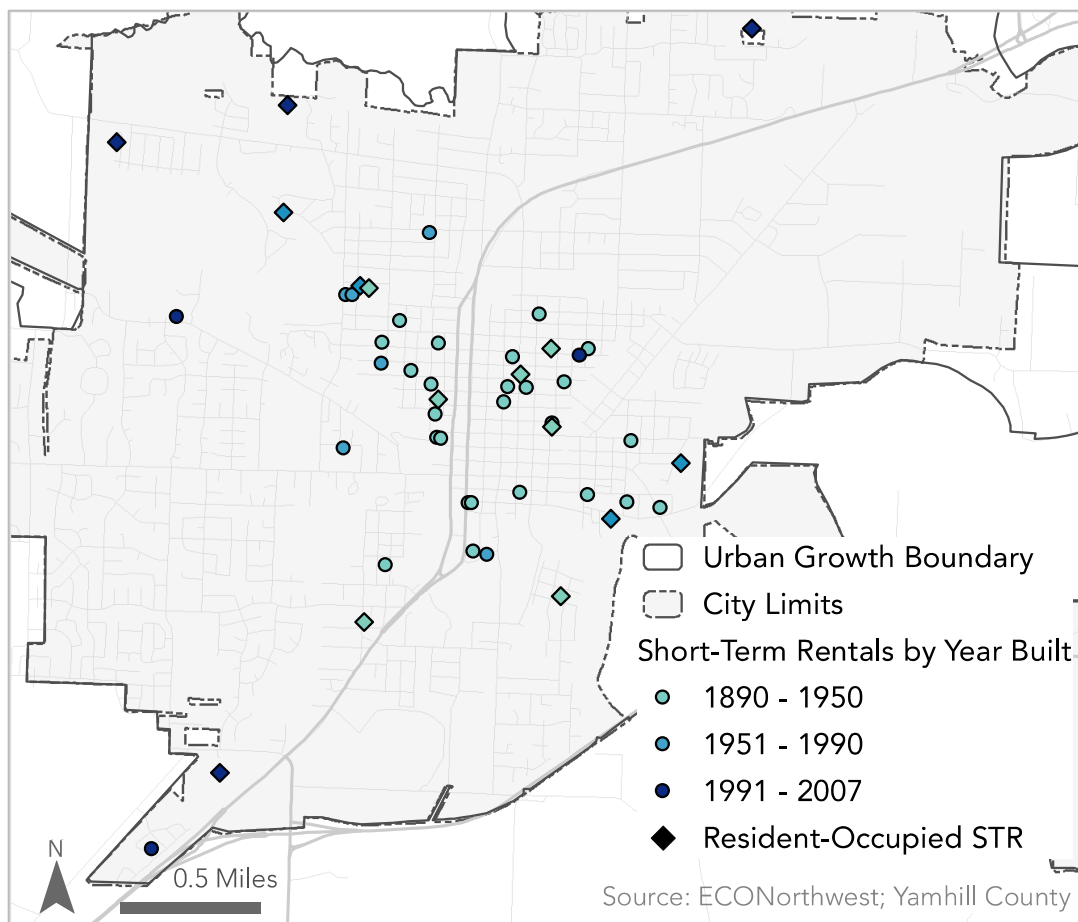 Urban Growth Boundary
City Limits
Short-Term Rentals by Year Built
1890 - 1950
1951 - 1990
1991 - 2007
Resident-Occupied STR
N
0.5 Miles
Source: ECONorthwest; Yamhill County